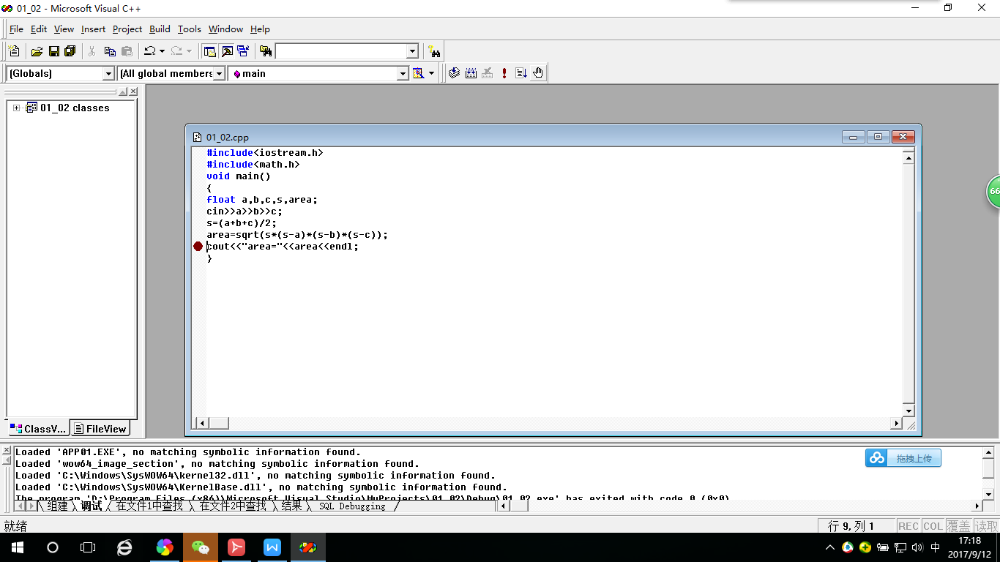 01_02 - Microsoft Visual C++
File Edit View Insert Project Build Tools Window Help
(Globals) (All global members main
01_02 classes
01_02.cpp
#include<iostream.h>
#include<math.h>
void main()
{
float a,b,c,s,area;
cin>>a>>b>>c;
s=(a+b+c)/2;
area=sqrt(s*(s-a)*(s-b)*(s-c));
cout<<"area="<<area<<endl;
}
66
ClassV... FileView
Loaded 'APP01.EXE', no matching symbolic information found.
Loaded 'wow64_image_section', no matching symbolic information found.
Loaded 'C:\Windows\SysWOW64\kernel32.dll', no matching symbolic information found.
Loaded 'C:\Windows\SysWOW64\KernelBase.dll', no matching symbolic information found.
The program 'D:\Program Files (x86)\Microsoft Visual Studio\MyProjects\01_02\Debug\01_02.exe' has exited with code 0 (0x0).
拖拽上传
组建 调试 在文件1中查找 在文件2中查找 结果 SQL Debugging
就绪
行 9, 列 1 REC COL 覆盖 读取
中
17:18
2017/9/12